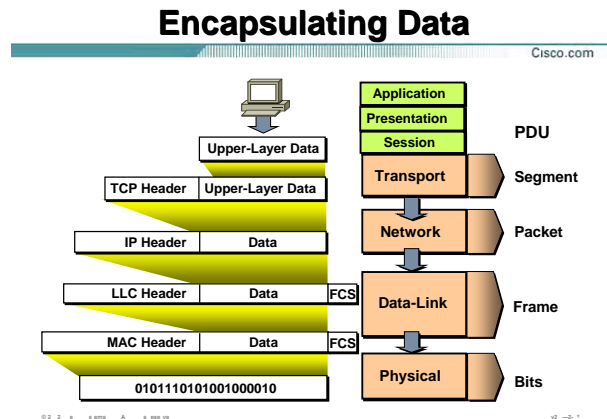 Encapsulating Data
Cisco.com
Application
Presentation
Session
PDU
Upper-Layer Data
TCP Header Upper-Layer Data
Transport
Segment
IP Header Data
Network
Packet
LLC Header Data FCS
Data-Link
Frame
MAC Header Data FCS
Physical
Bits
0101110101001000010